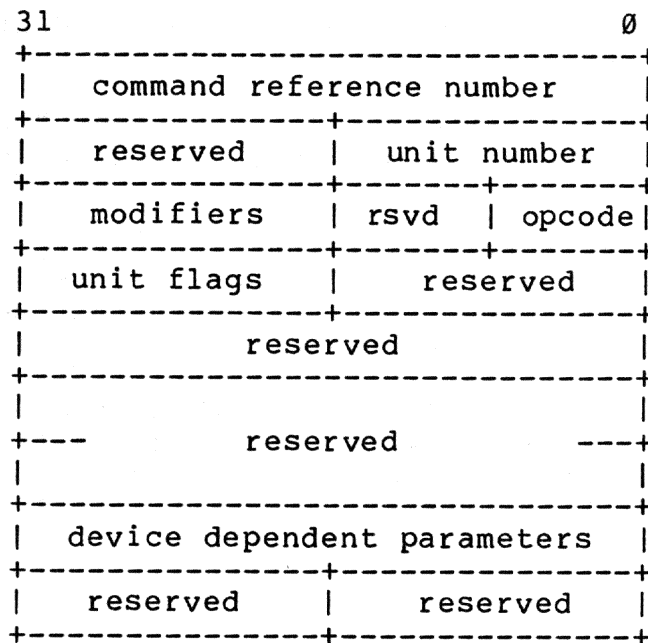 31 0
command reference number
reserved unit number
modifiers rsvd opcode
unit flags reserved
reserved
reserved
device dependent parameters
reserved reserved